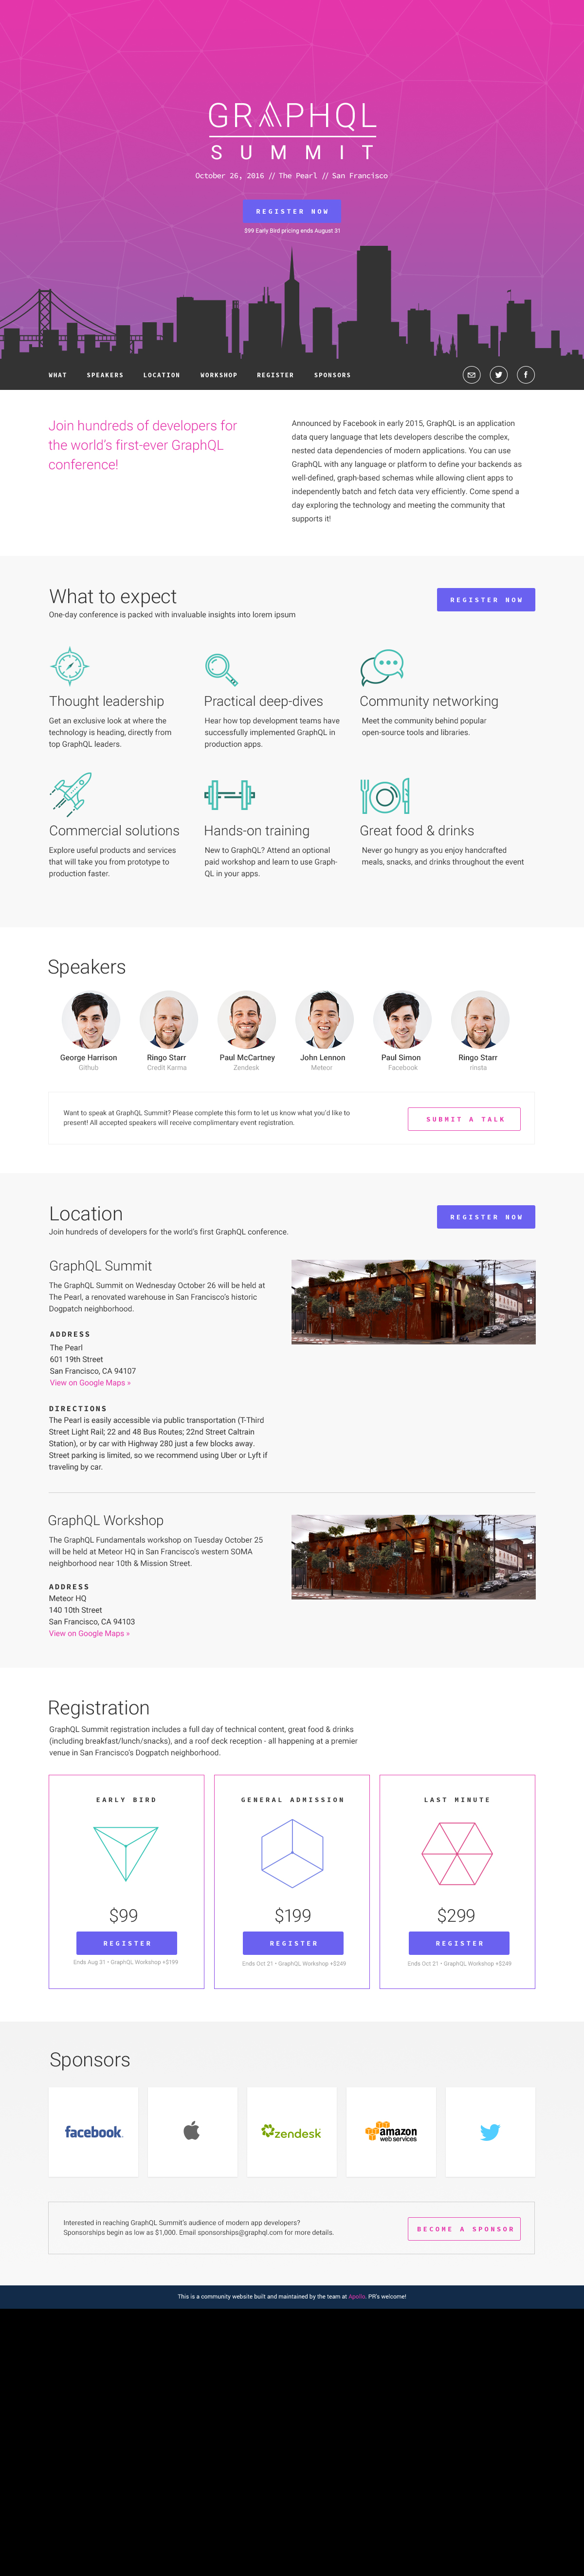 GRAPHQL
SUMMIT
October 26, 2016 // The Pearl // San Francisco
REGISTER NOW
$99 Early Bird pricing ends August 31
WHAT SPEAKERS LOCATION WORKSHOP REGISTER SPONSORS
Join hundreds of developers for
the world's first-ever GraphQL
conference!
Announced by Facebook in early 2015, GraphQL is an application
data query language that lets developers describe the complex,
nested data dependencies of modern applications. You can use
GraphQL with any language or platform to define your backends as
well-defined, graph-based schemas while allowing client apps to
independently batch and fetch data very efficiently. Come spend a
day exploring the technology and meeting the community that
supports it!
What to expect
One-day conference is packed with invaluable insights into lorem ipsum
REGISTER NOW
Thought leadership
Get an exclusive look at where the
technology is heading, directly from
top GraphQL leaders.
Practical deep-dives
Hear how top development teams have
successfully implemented GraphQL in
production apps.
Community networking
Meet the community behind popular
open-source tools and libraries.
Commercial solutions
Explore useful products and services
that will take you from prototype to
production faster.
Hands-on training
New to GraphQL? Attend an optional
paid workshop and learn to use Graph-
QL in your apps.
Great food & drinks
Never go hungry as you enjoy handcrafted
meals, snacks, and drinks throughout the event
Speakers
George Harrison
Github
Ringo Starr
Credit Karma
Paul McCartney
Zendesk
John Lennon
Meteor
Paul Simon
Facebook
Ringo Starr
rinsta
Want to speak at GraphQL Summit? Please complete this form to let us know what you'd like to
present! All accepted speakers will receive complimentary event registration.
SUBMIT A TALK
Location
Join hundreds of developers for the world's first GraphQL conference.
REGISTER NOW
GraphQL Summit
The GraphQL Summit on Wednesday October 26 will be held at
The Pearl, a renovated warehouse in San Francisco's historic
Dogpatch neighborhood.
ADDRESS
The Pearl
601 19th Street
San Francisco, CA 94107
View on Google Maps »
DIRECTIONS
The Pearl is easily accessible via public transportation (T-Third
Street Light Rail; 22 and 48 Bus Routes; 22nd Street Caltrain
Station), or by car with Highway 280 just a few blocks away.
Street parking is limited, so we recommend using Uber or Lyft if
traveling by car.
GraphQL Workshop
The GraphQL Fundamentals workshop on Tuesday October 25
will be held at Meteor HQ in San Francisco's western SOMA
neighborhood near 10th & Mission Street.
ADDRESS
Meteor HQ
140 10th Street
San Francisco, CA 94103
View on Google Maps »
Registration
GraphQL Summit registration includes a full day of technical content, great food & drinks
(including breakfast/lunch/snacks), and a roof deck reception - all happening at a premier
venue in San Francisco's Dogpatch neighborhood.
EARLY BIRD
$99
REGISTER
Ends Aug 31 • GraphQL Workshop +$199
GENERAL ADMISSION
$199
REGISTER
Ends Oct 21 • GraphQL Workshop +$249
LAST MINUTE
$299
REGISTER
Ends Oct 21 • GraphQL Workshop +$249
Sponsors
facebook.
zendesk
amazon
web services
Interested in reaching GraphQL Summit's audience of modern app developers?
Sponsorships begin as low as $1,000. Email sponsorships@graphql.com for more details.
BECOME A SPONSOR
This is a community website built and maintained by the team at Apollo. PR's welcome!